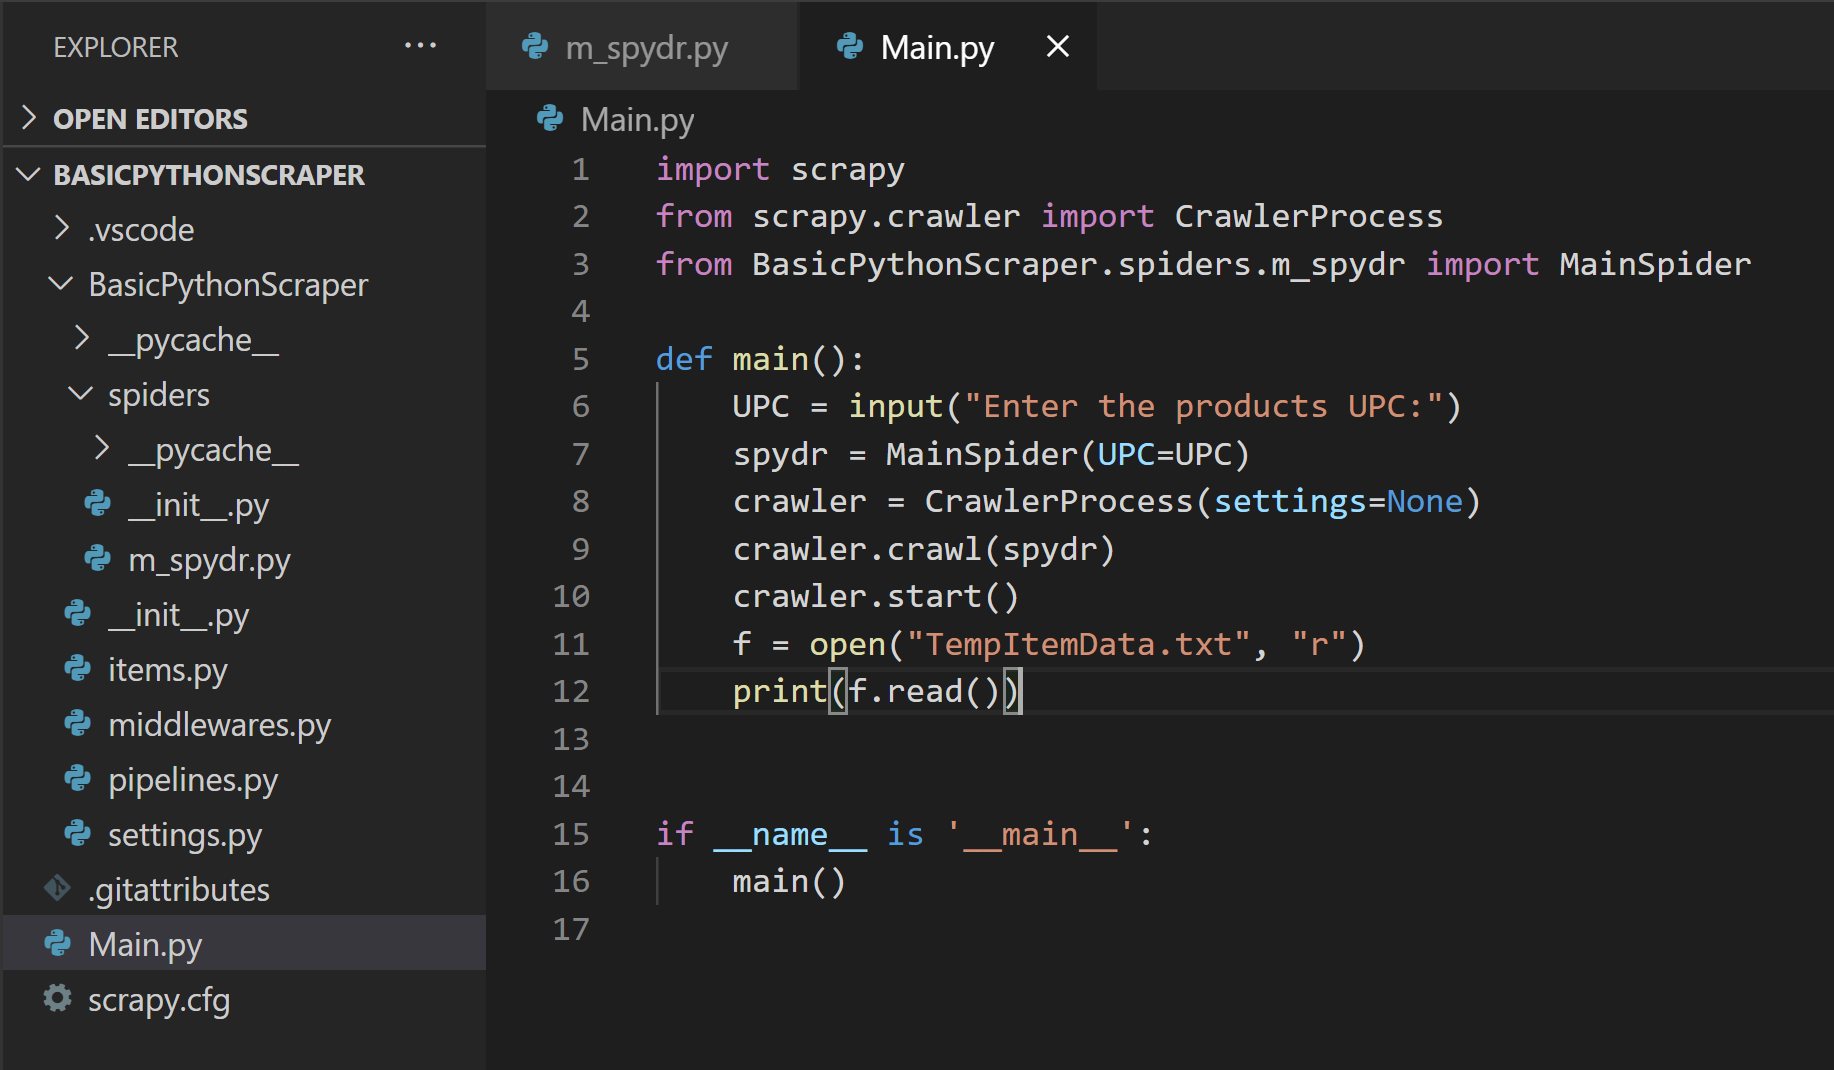 EXPLORER
...
OPEN EDITORS
BASICPYTHONSCRAPER
.vscode
BasicPythonScraper
__pycache__
spiders
__pycache__
__init__.py
m_spydr.py
__init__.py
items.py
middlewares.py
pipelines.py
settings.py
.gitattributes
Main.py
scrapy.cfg
m_spydr.py
Main.py
Main.py
1 import scrapy
2 from scrapy.crawler import CrawlerProcess
3 from BasicPythonScraper.spiders.m_spydr import MainSpider
4
5 def main():
6     UPC = input("Enter the products UPC:")
7     spydr = MainSpider(UPC=UPC)
8     crawler = CrawlerProcess(settings=None)
9     crawler.crawl(spydr)
10     crawler.start()
11     f = open("TempItemData.txt", "r")
12     print(f.read())
13
14
15 if __name__ is '__main__':
16     main()
17